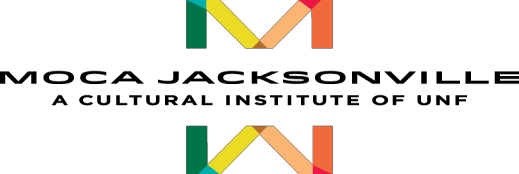 MOCA JACKSONVILLE
A CULTURAL INSTITUTE OF UNF